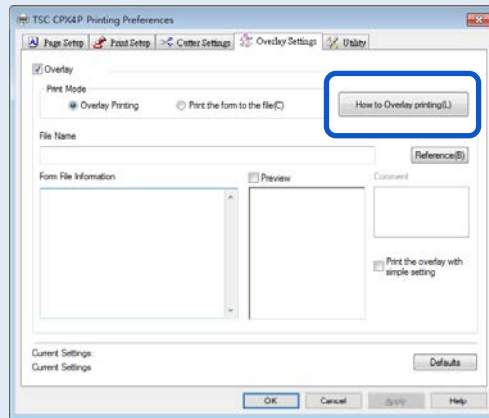 TSC CPX4P Printing Preferences
Page Setup Print Setup Cutter Settings Overlay Settings Utility
Overlay
Print Mode
Overlay Printing Print the form to the file(C) How to Overlay printing(L)
File Name
Reference(B)
Form File Information Preview Comment
Print the overlay with
simple setting
Current Settings:
Current Settings Defaults
OK Cancel Apply Help